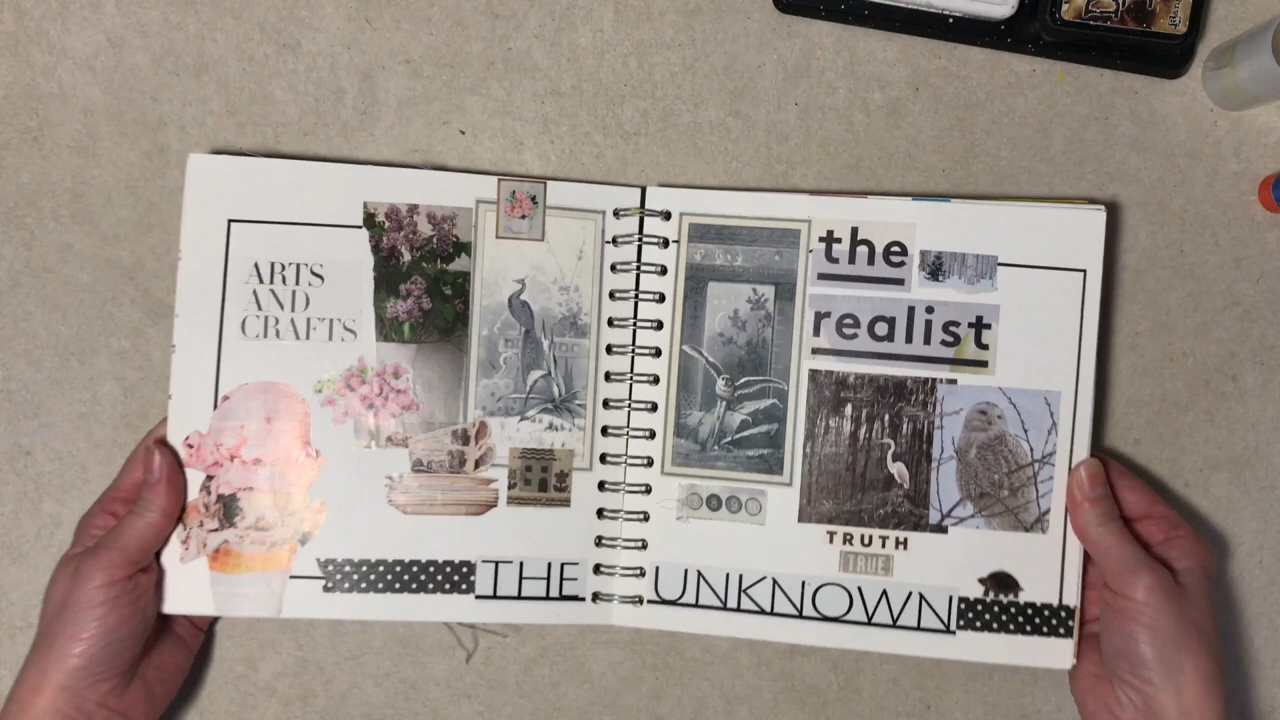 ARTS
AND
CRAFTS
THE
the
realist
TRUTH
TRUE
UNKNOWN